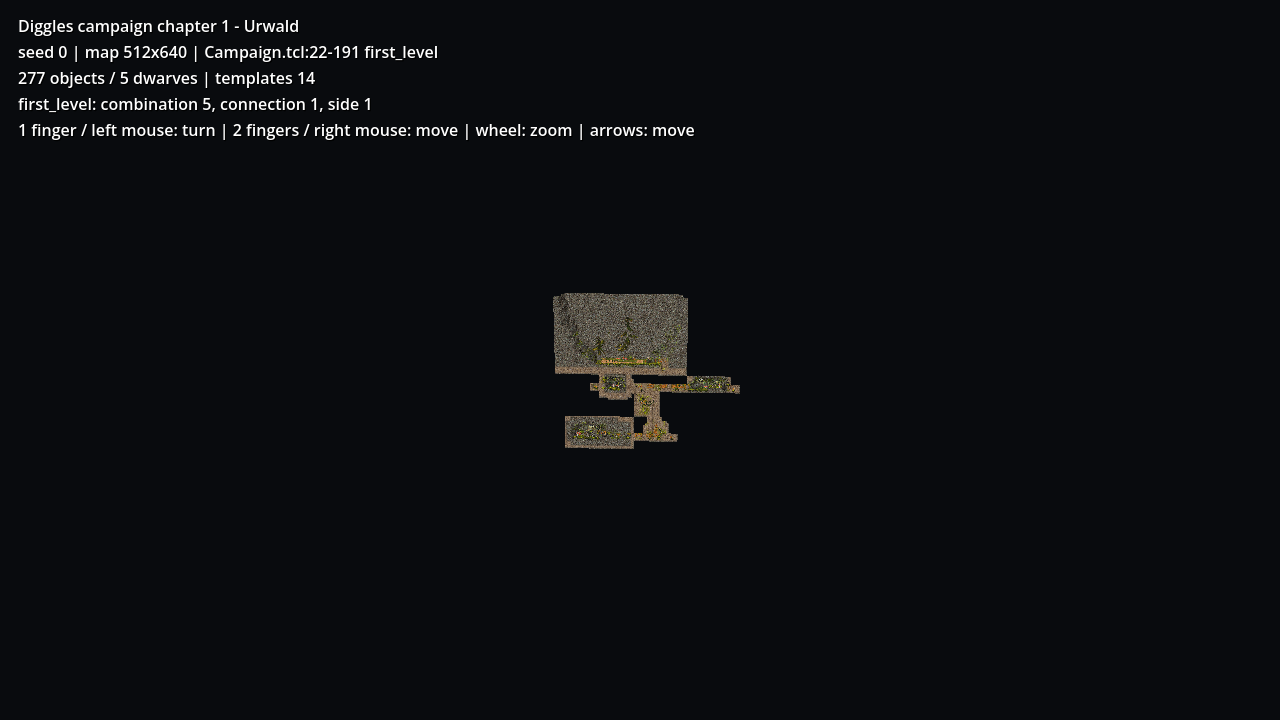 Diggles campaign chapter 1 - Urwald
seed 0 | map 512x640 | Campaign.tcl:22-191 first_level
277 objects / 5 dwarves | templates 14
first_level: combination 5, connection 1, side 1
1 finger / left mouse: turn | 2 fingers / right mouse: move | wheel: zoom | arrows: move